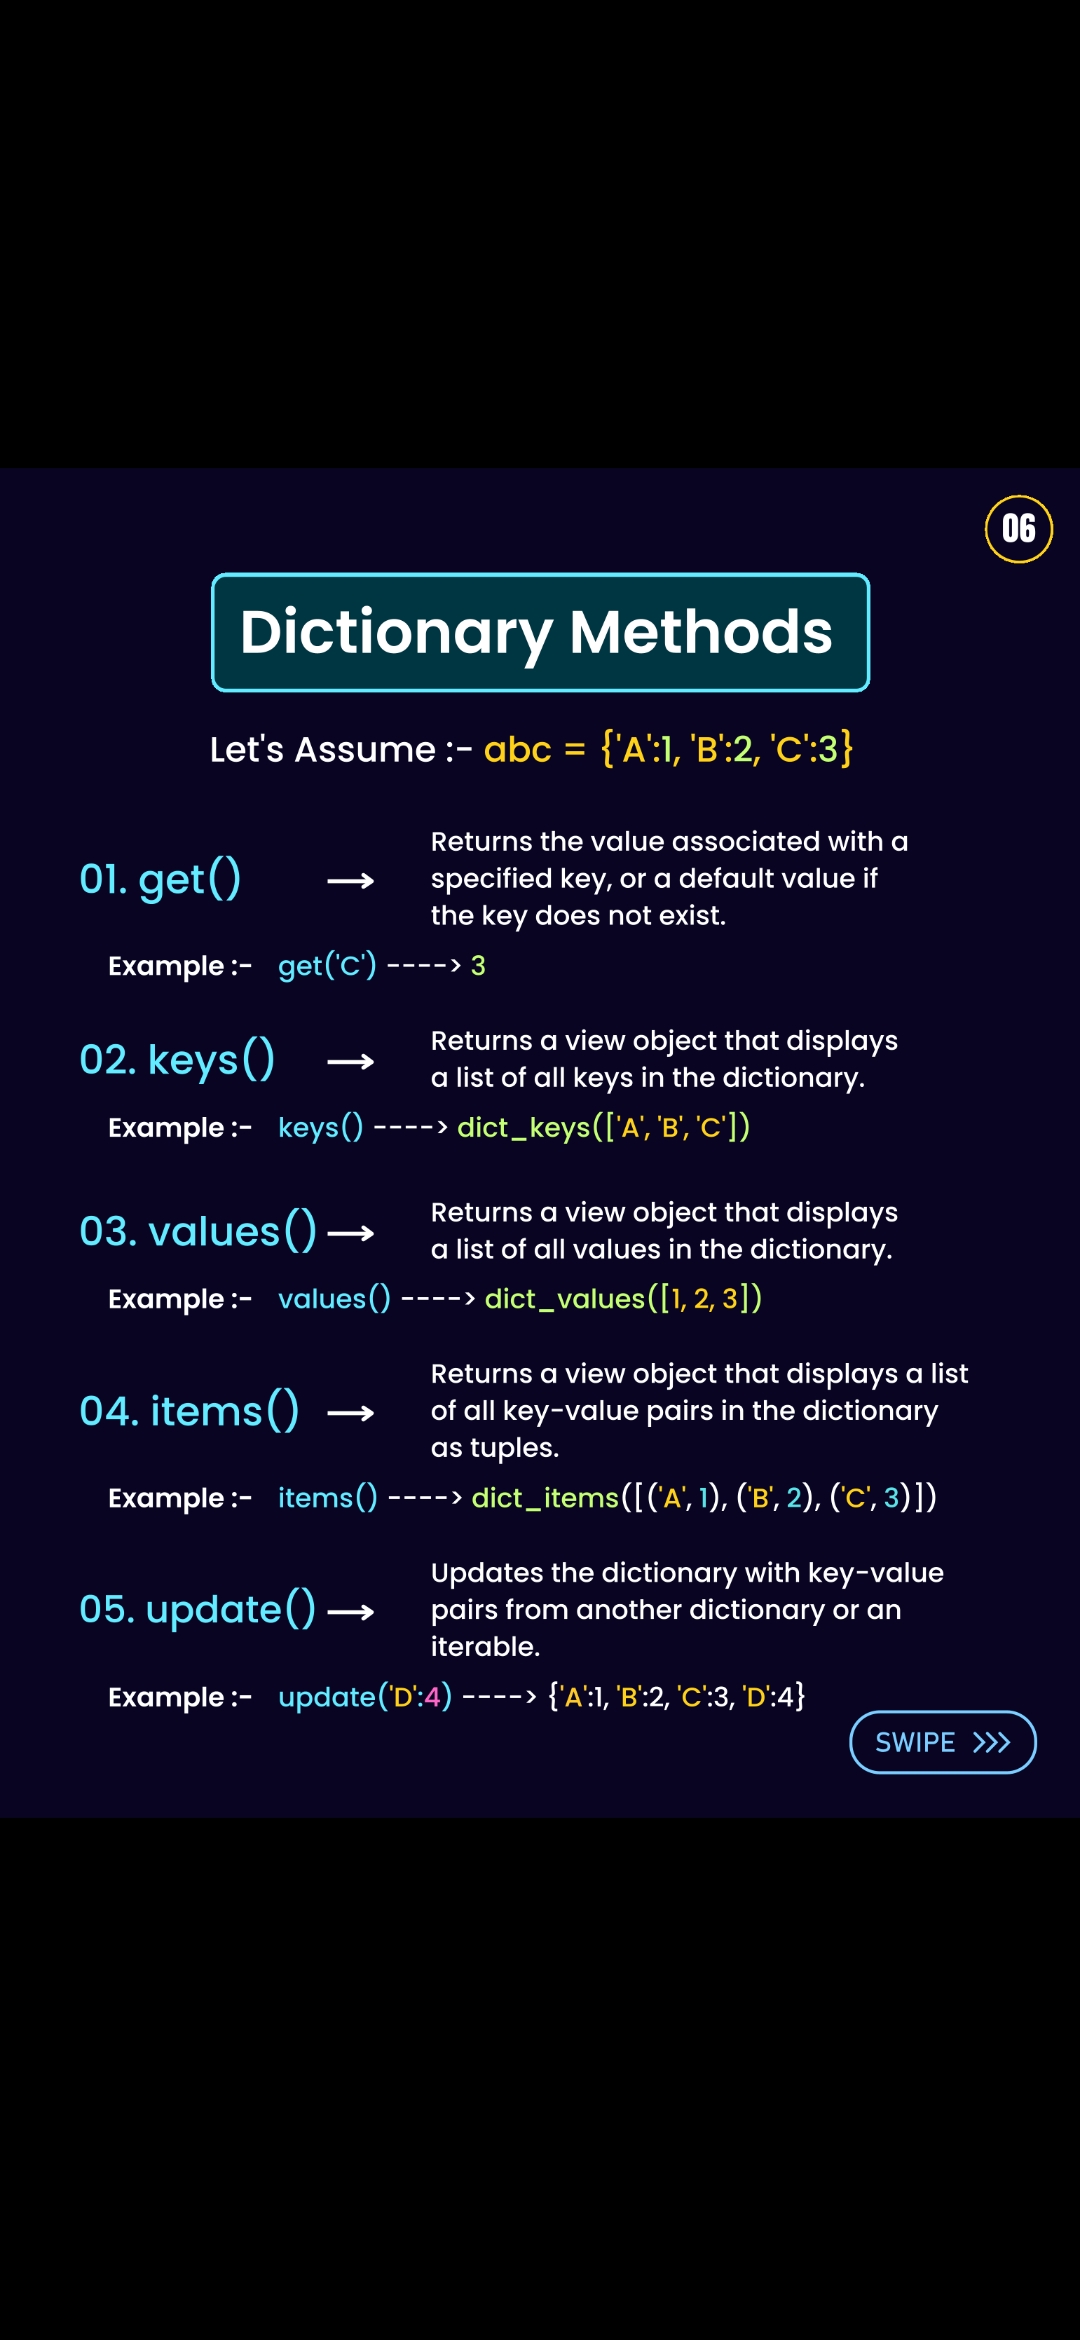 06
Dictionary Methods
Let's Assume :- abc = {'A':1, 'B':2, 'C':3}
01. get() → Returns the value associated with a
specified key, or a default value if
the key does not exist.
Example :- get('C') ----> 3
02. keys() → Returns a view object that displays
a list of all keys in the dictionary.
Example :- keys() ----> dict_keys(['A', 'B', 'C'])
03. values() → Returns a view object that displays
a list of all values in the dictionary.
Example :- values() ----> dict_values([1, 2, 3])
04. items() → Returns a view object that displays a list
of all key-value pairs in the dictionary
as tuples.
Example :- items() ----> dict_items([('A', 1), ('B', 2), ('C', 3)])
05. update() → Updates the dictionary with key-value
pairs from another dictionary or an
iterable.
Example :- update('D':4) ----> {'A':1, 'B':2, 'C':3, 'D':4}
SWIPE >>>